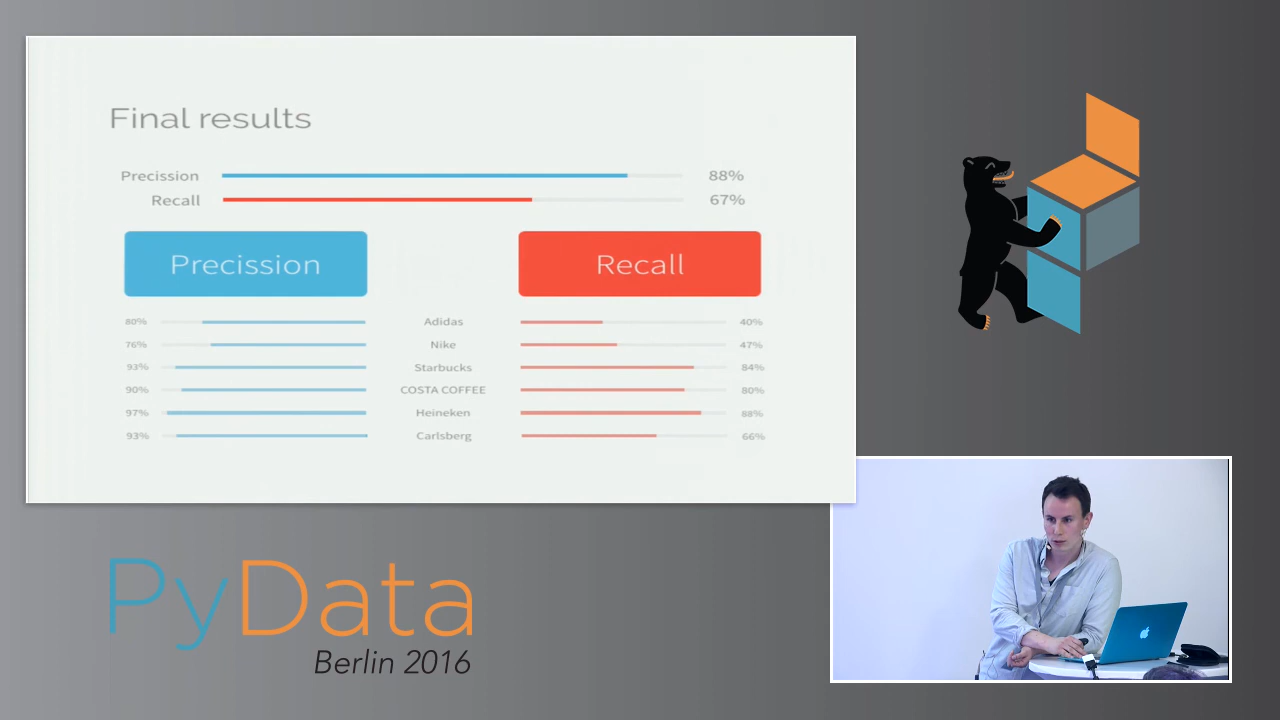 Final results
Precission 88%
Recall 67%
Precission Recall
80% Adidas 40%
76% Nike 47%
93% Starbucks 84%
90% COSTA COFFEE 80%
97% Heineken 88%
93% Carlsberg 66%
PyData
Berlin 2016